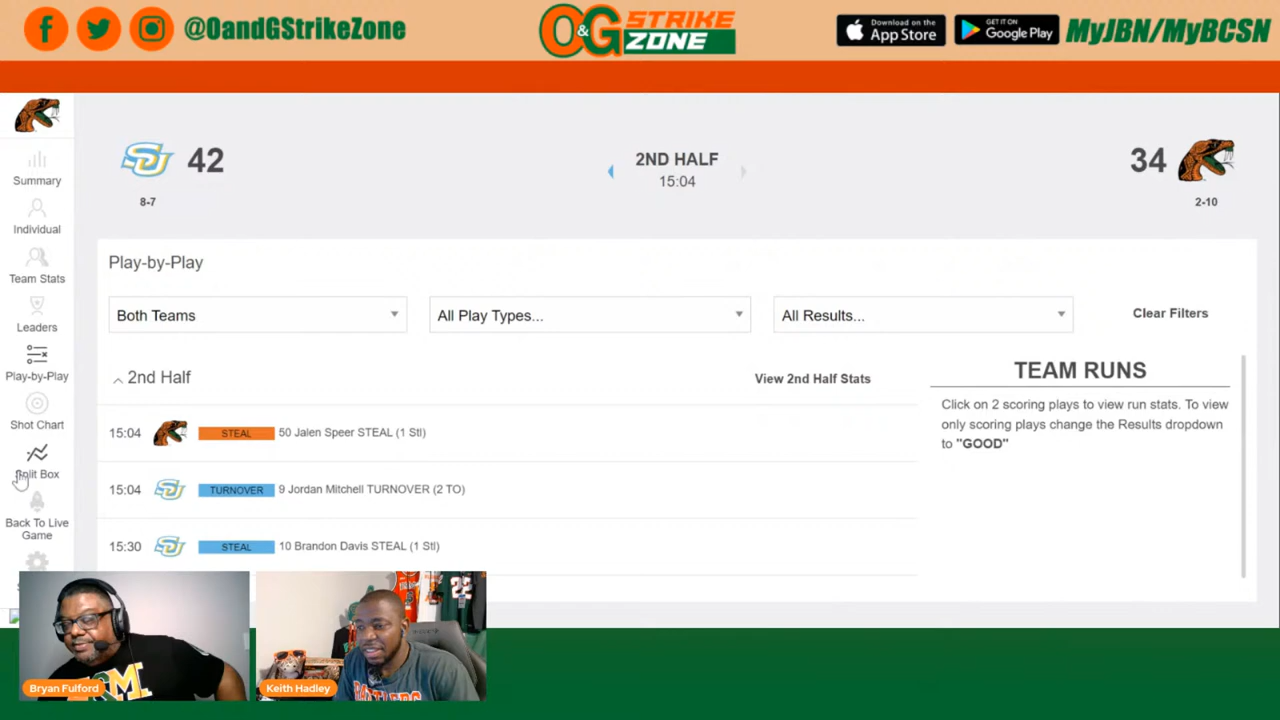 @OandGStrikeZone
O&G STRIKE
ZONE
Download on the
App Store
GET IT ON
Google Play
MyJBN/MyBCSN
SU
42
8-7
2ND HALF
15:04
34
2-10
Summary
Individual
Team Stats
Leaders
Play-by-Play
Shot Chart
Split Box
Back To Live
Game
Play-by-Play
Both Teams
All Play Types...
All Results...
Clear Filters
2nd Half
View 2nd Half Stats
15:04
STEAL
50 Jalen Speer STEAL (1 Stl)
15:04
SU
TURNOVER
9 Jordan Mitchell TURNOVER (2 TO)
15:30
SU
STEAL
10 Brandon Davis STEAL (1 Stl)
TEAM RUNS
Click on 2 scoring plays to view run stats. To view
only scoring plays change the Results dropdown
to "GOOD"
Bryan Fulford
Keith Hadley
22